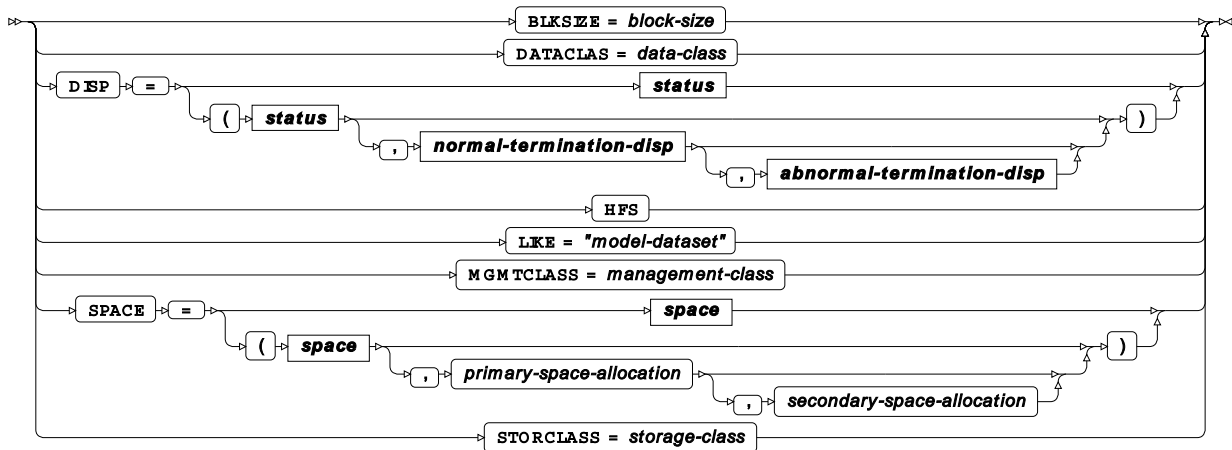 BLKSIZE = block-size
DATACLAS = data-class
DISP = status
( status , normal-termination-disp , abnormal-termination-disp )
HFS
LIKE = "model-dataset"
MGMTCLASS = management-class
SPACE = space
( space , primary-space-allocation , secondary-space-allocation )
STORCLASS = storage-class